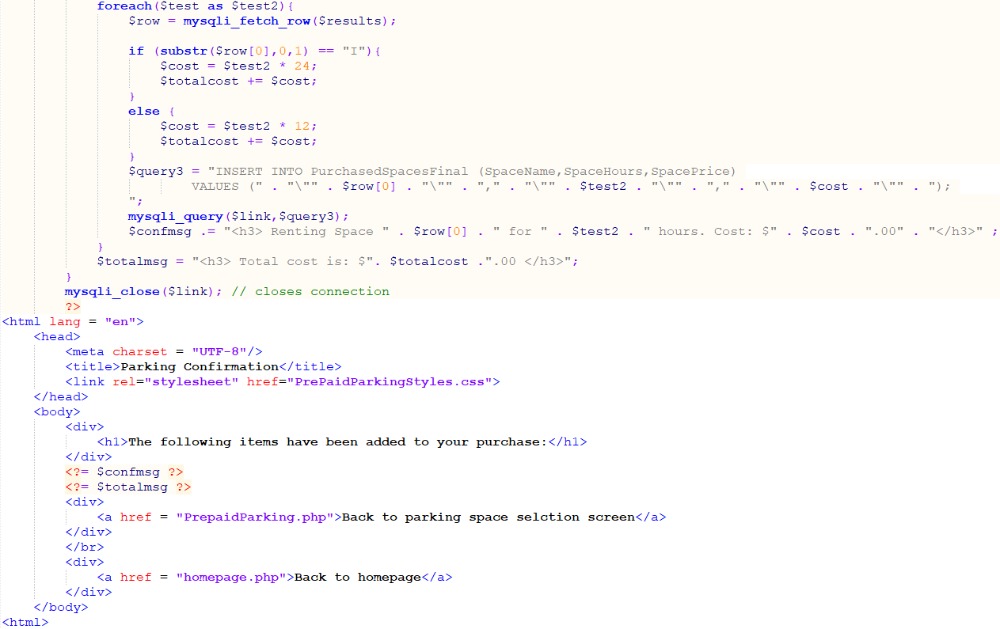 foreach($test as $test2){
$row = mysqli_fetch_row($results);
if (substr($row[0],0,1) == "I"){
$cost = $test2 * 24;
$totalcost += $cost;
}
else {
$cost = $test2 * 12;
$totalcost += $cost;
}
$query3 = "INSERT INTO PurchasedSpacesFinal (SpaceName,SpaceHours,SpacePrice)
VALUES (" . "\"" . $row[0] . "\"" . "," . "\"" . $test2 . "\"" . "," . "\"" . $cost . "\"" . ");
";
mysqli_query($link,$query3);
$confmsg .= "<h3> Renting Space " . $row[0] . " for " . $test2 . " hours. Cost: $" . $cost . ".00" . "</h3>" ;
}
$totalmsg = "<h3> Total cost is: $". $totalcost .".00 </h3>";
}
mysqli_close($link); // closes connection
?>
<html lang = "en">
<head>
<meta charset = "UTF-8"/>
<title>Parking Confirmation</title>
<link rel="stylesheet" href="PrePaidParkingStyles.css">
</head>
<body>
<div>
<h1>The following items have been added to your purchase:</h1>
</div>
<?= $confmsg ?>
<?= $totalmsg ?>
<div>
<a href = "PrepaidParking.php">Back to parking space selction screen</a>
</div>
</br>
<div>
<a href = "homepage.php">Back to homepage</a>
</div>
</body>
<html>